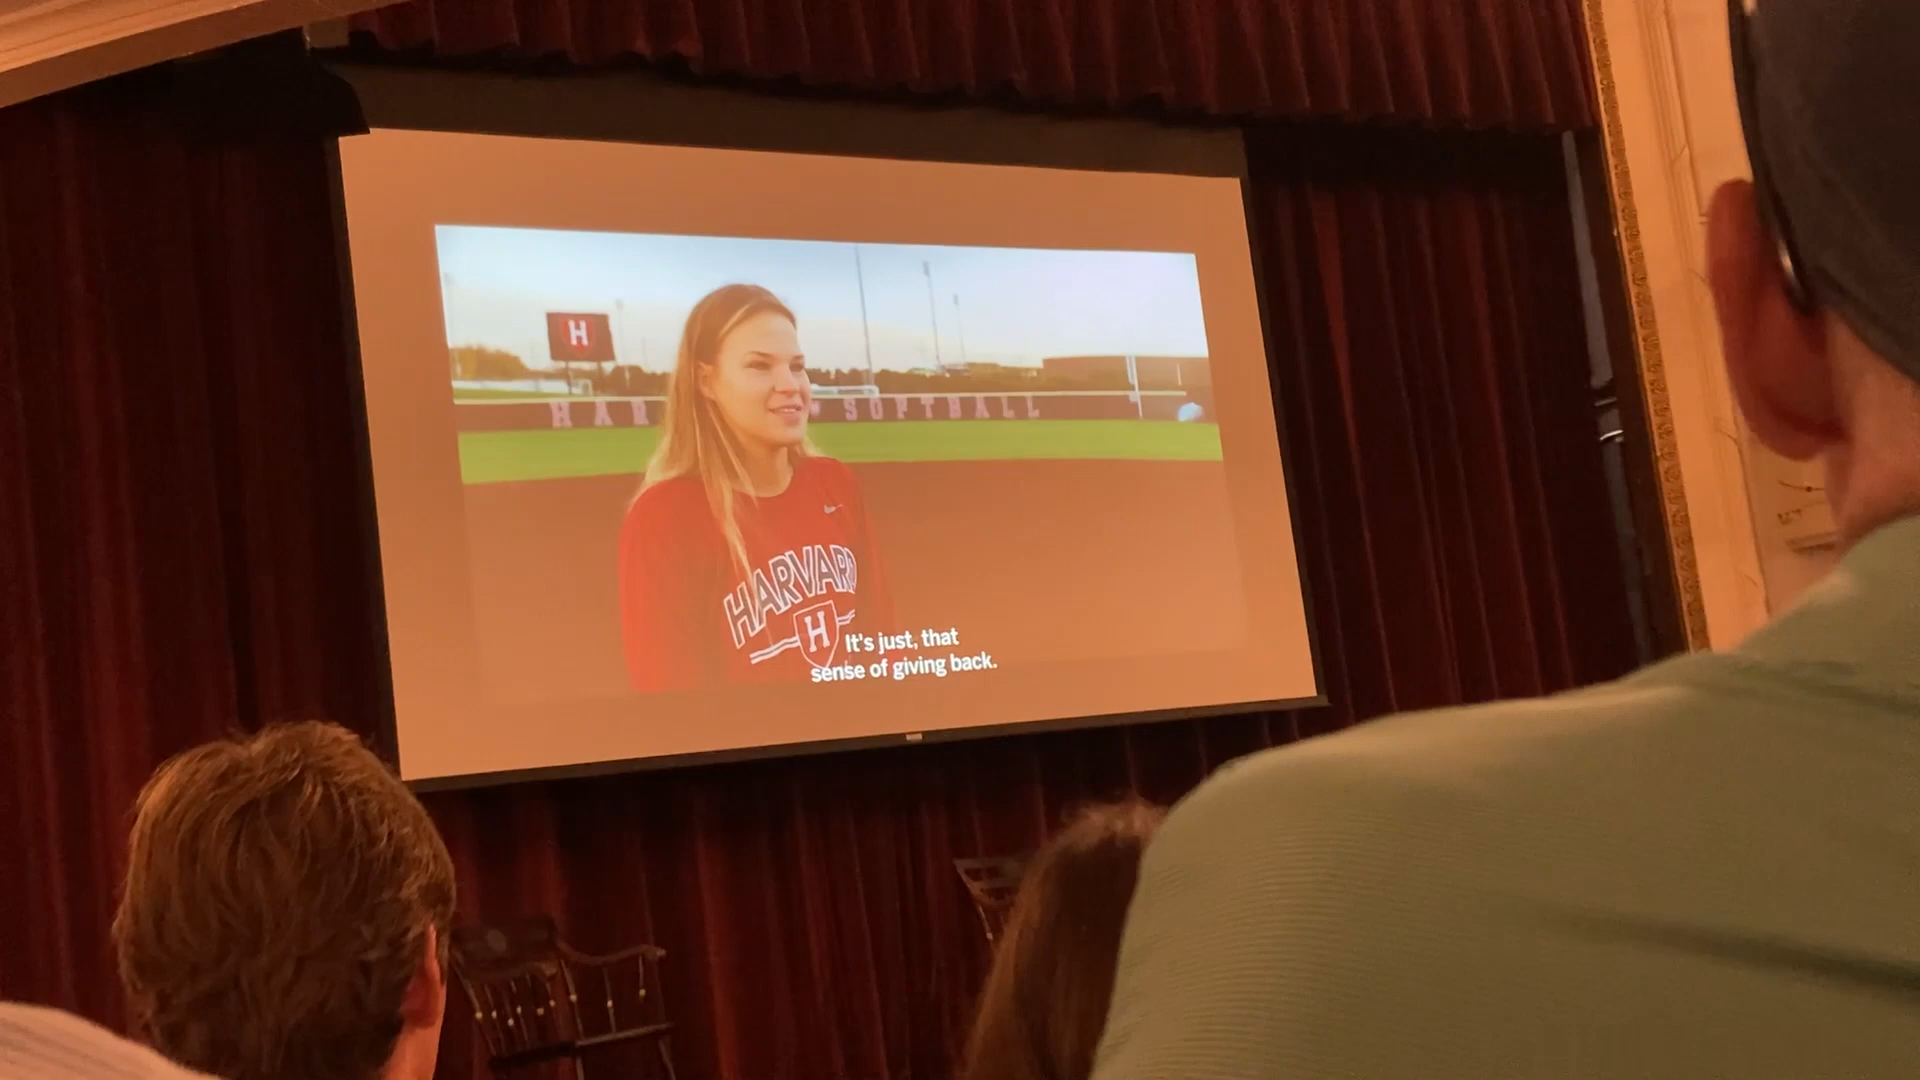 H
HAR SOFTBALL
HARVARD
H
It's just, that
sense of giving back.